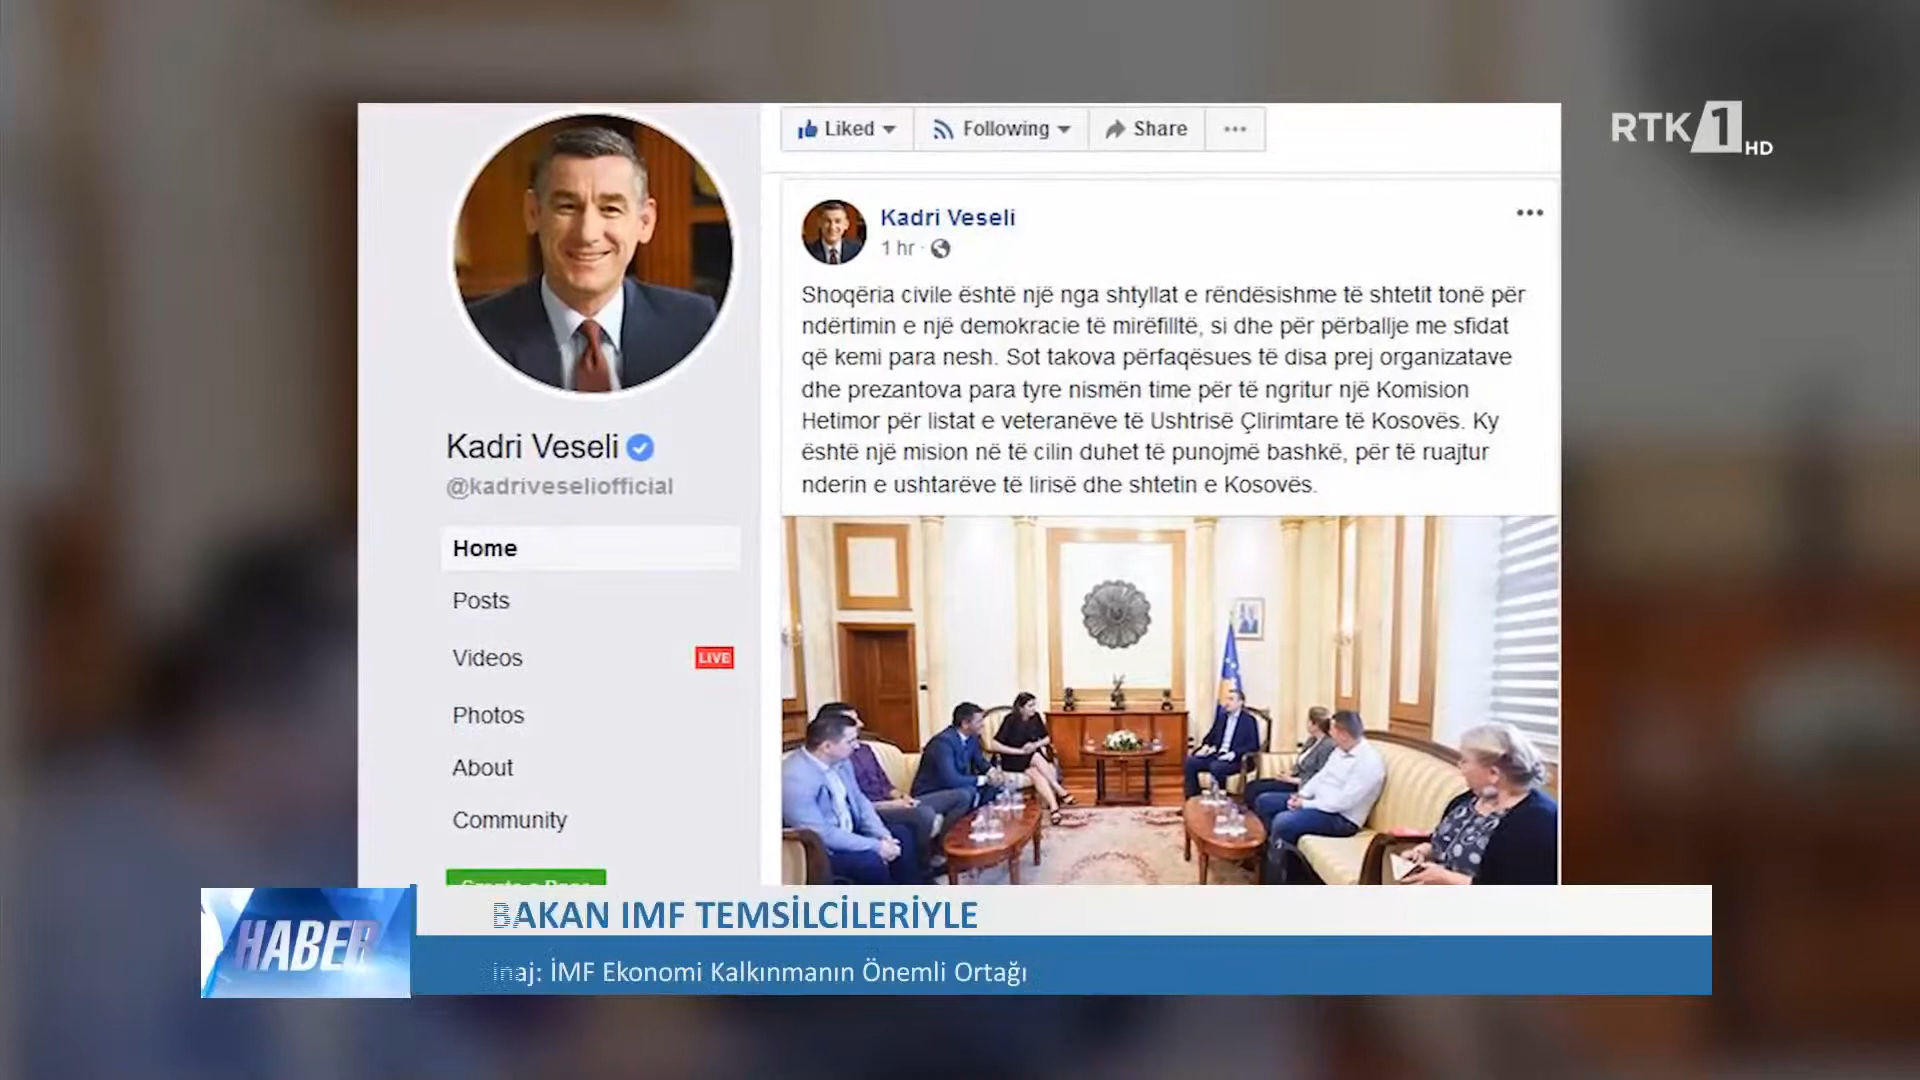 Liked
Following
Share
RTK 1 HD
Kadri Veseli
1 hr
Shoqëria civile është një nga shtyllat e rëndësishme të shtetit tonë për
ndërtimin e një demokracie të mirëfilltë, si dhe për përballje me sfidat
që kemi para nesh. Sot takova përfaqësues të disa prej organizatave
dhe prezantova para tyre nismën time për të ngritur një Komision
Hetimor për listat e veteranëve të Ushtrisë Çlirimtare të Kosovës. Ky
është një mision në të cilin duhet të punojmë bashkë, për të ruajtur
nderin e ushtarëve të lirisë dhe shtetin e Kosovës.
Kadri Veseli
@kadriveseliofficial
Home
Posts
Videos
LIVE
Photos
About
Community
HABER
BAKAN IMF TEMSİLCİLERİYLE
inaj: İMF Ekonomi Kalkınmanın Önemli Ortağı